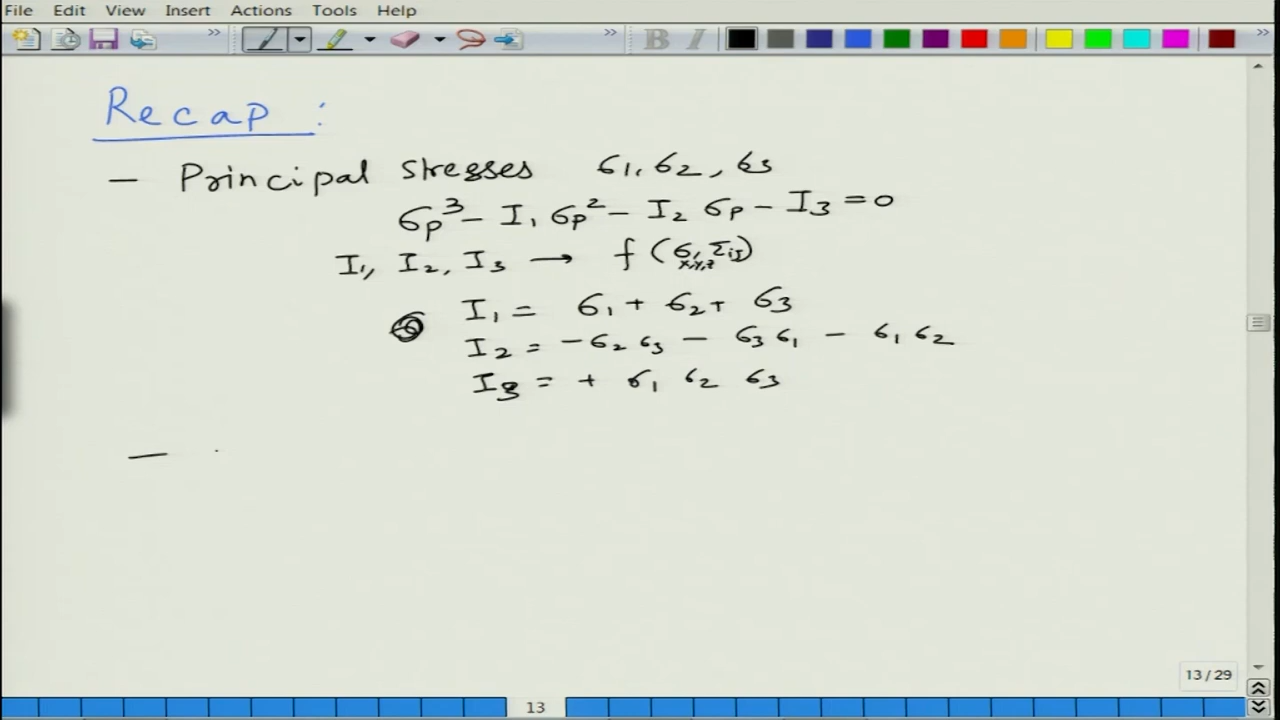 File Edit View Insert Actions Tools Help
Recap :
— Principal stresses σ1, σ2, σ3
σp³ – I1 σp² – I2 σp – I3 = 0
I1, I2, I3 → f (σx,y,z, τij)
I1 = σ1 + σ2 + σ3
I2 = – σ2 σ3 – σ3 σ1 – σ1 σ2
I3 = + σ1 σ2 σ3
—
13 / 29
13